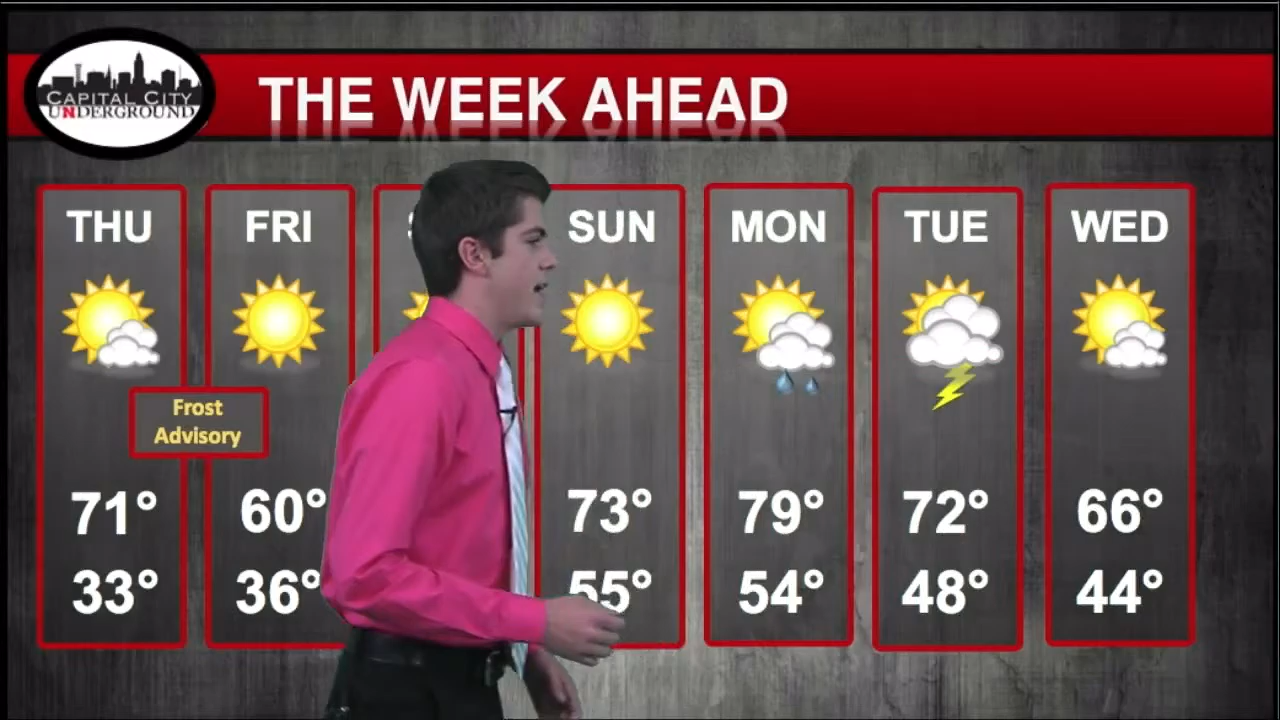 CAPITAL CITY
UNDERGROUND
THE WEEK AHEAD
THU
FRI
SUN
MON
TUE
WED
Frost
Advisory
71°
60°
73°
79°
72°
66°
33°
36°
55°
54°
48°
44°